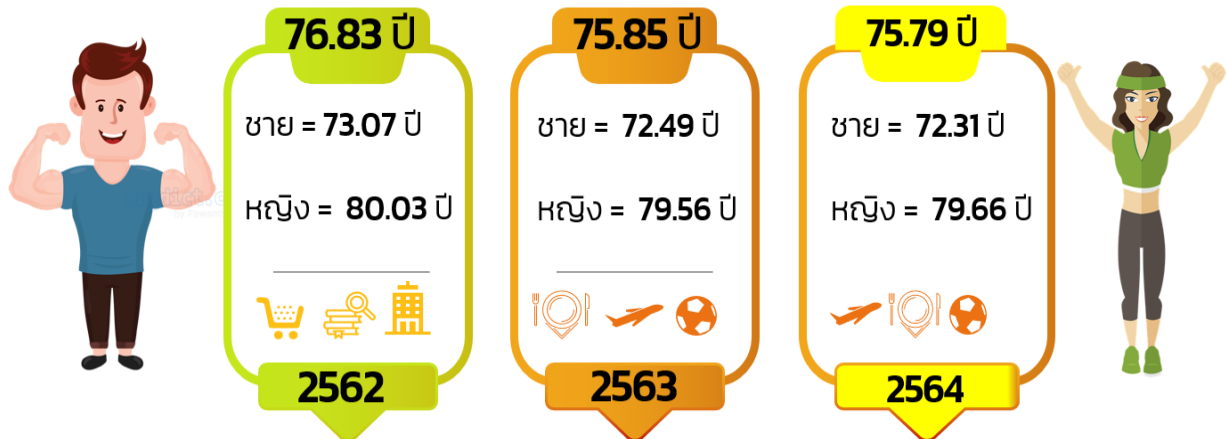 76.83 ปี
ชาย = 73.07 ปี
หญิง = 80.03 ปี
2562
75.85 ปี
ชาย = 72.49 ปี
หญิง = 79.56 ปี
2563
75.79 ปี
ชาย = 72.31 ปี
หญิง = 79.66 ปี
2564